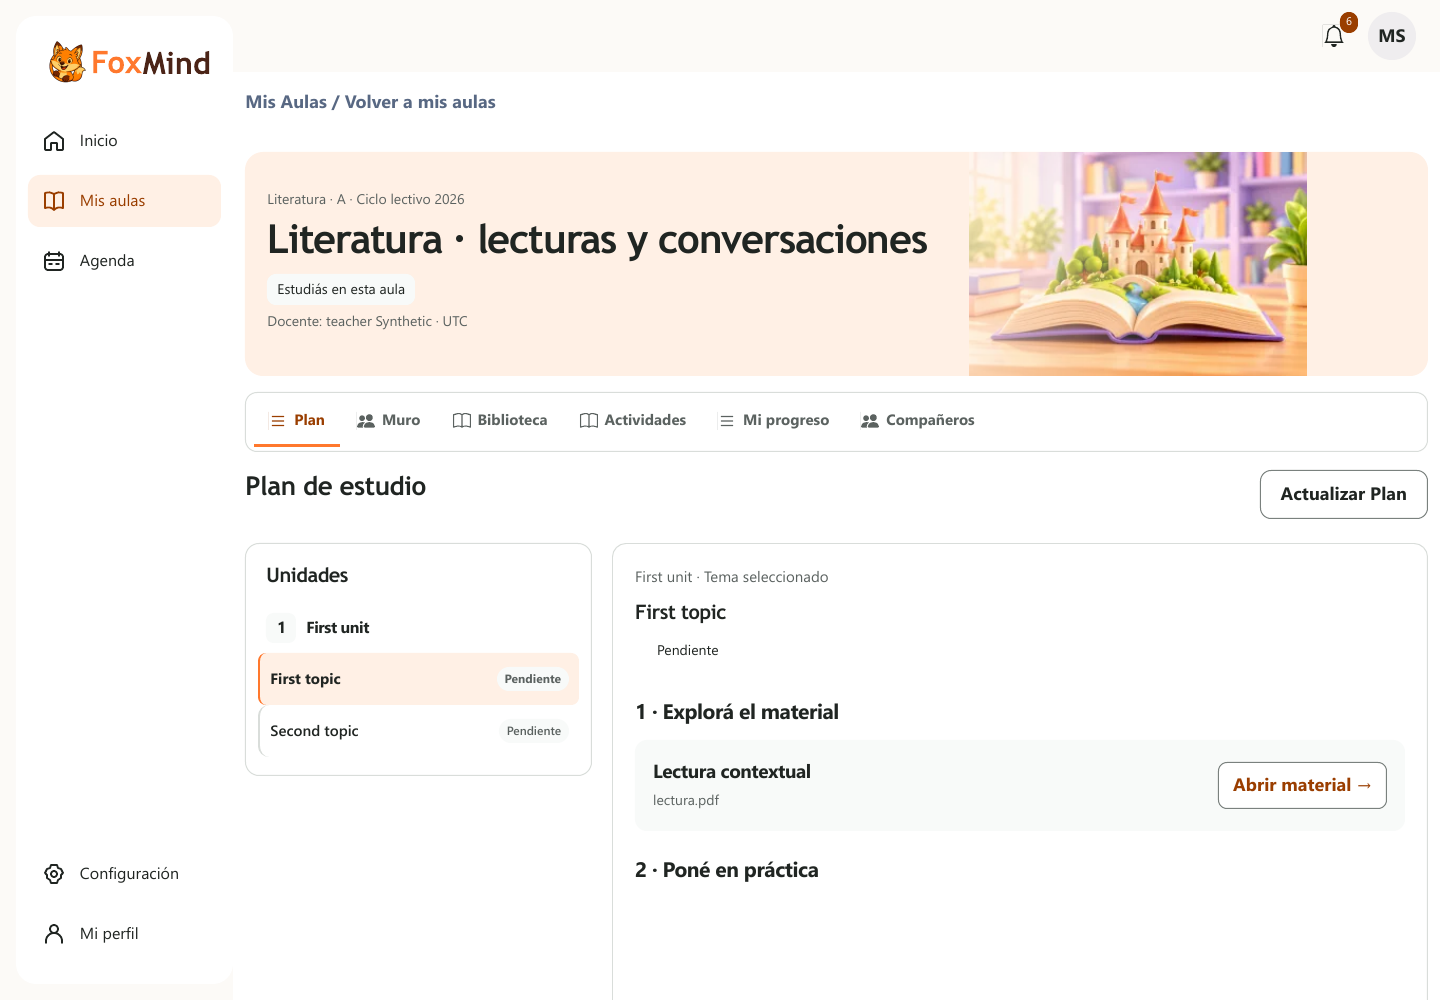 FoxMind
Inicio
Mis aulas
Agenda
Configuración
Mi perfil
6
MS
Mis Aulas / Volver a mis aulas
Literatura · A · Ciclo lectivo 2026
Literatura · lecturas y conversaciones
Estudiás en esta aula
Docente: teacher Synthetic · UTC
Plan
Muro
Biblioteca
Actividades
Mi progreso
Compañeros
Plan de estudio
Actualizar Plan
Unidades
1 First unit
First topic Pendiente
Second topic Pendiente
First unit · Tema seleccionado
First topic
Pendiente
1 · Explorá el material
Lectura contextual
lectura.pdf
Abrir material →
2 · Poné en práctica